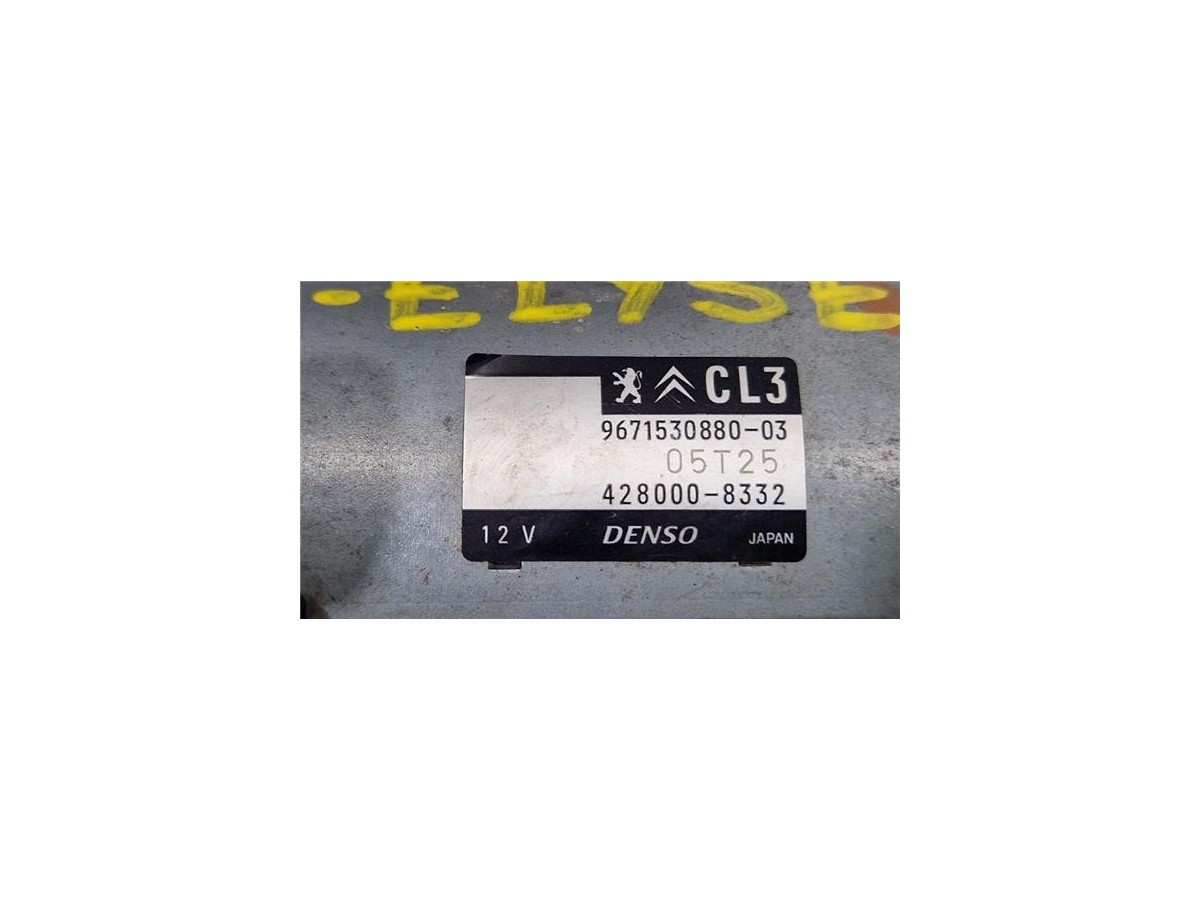 -ELYSE
CL3
9671530880-03
05T25
428000-8332
12 V DENSO JAPAN